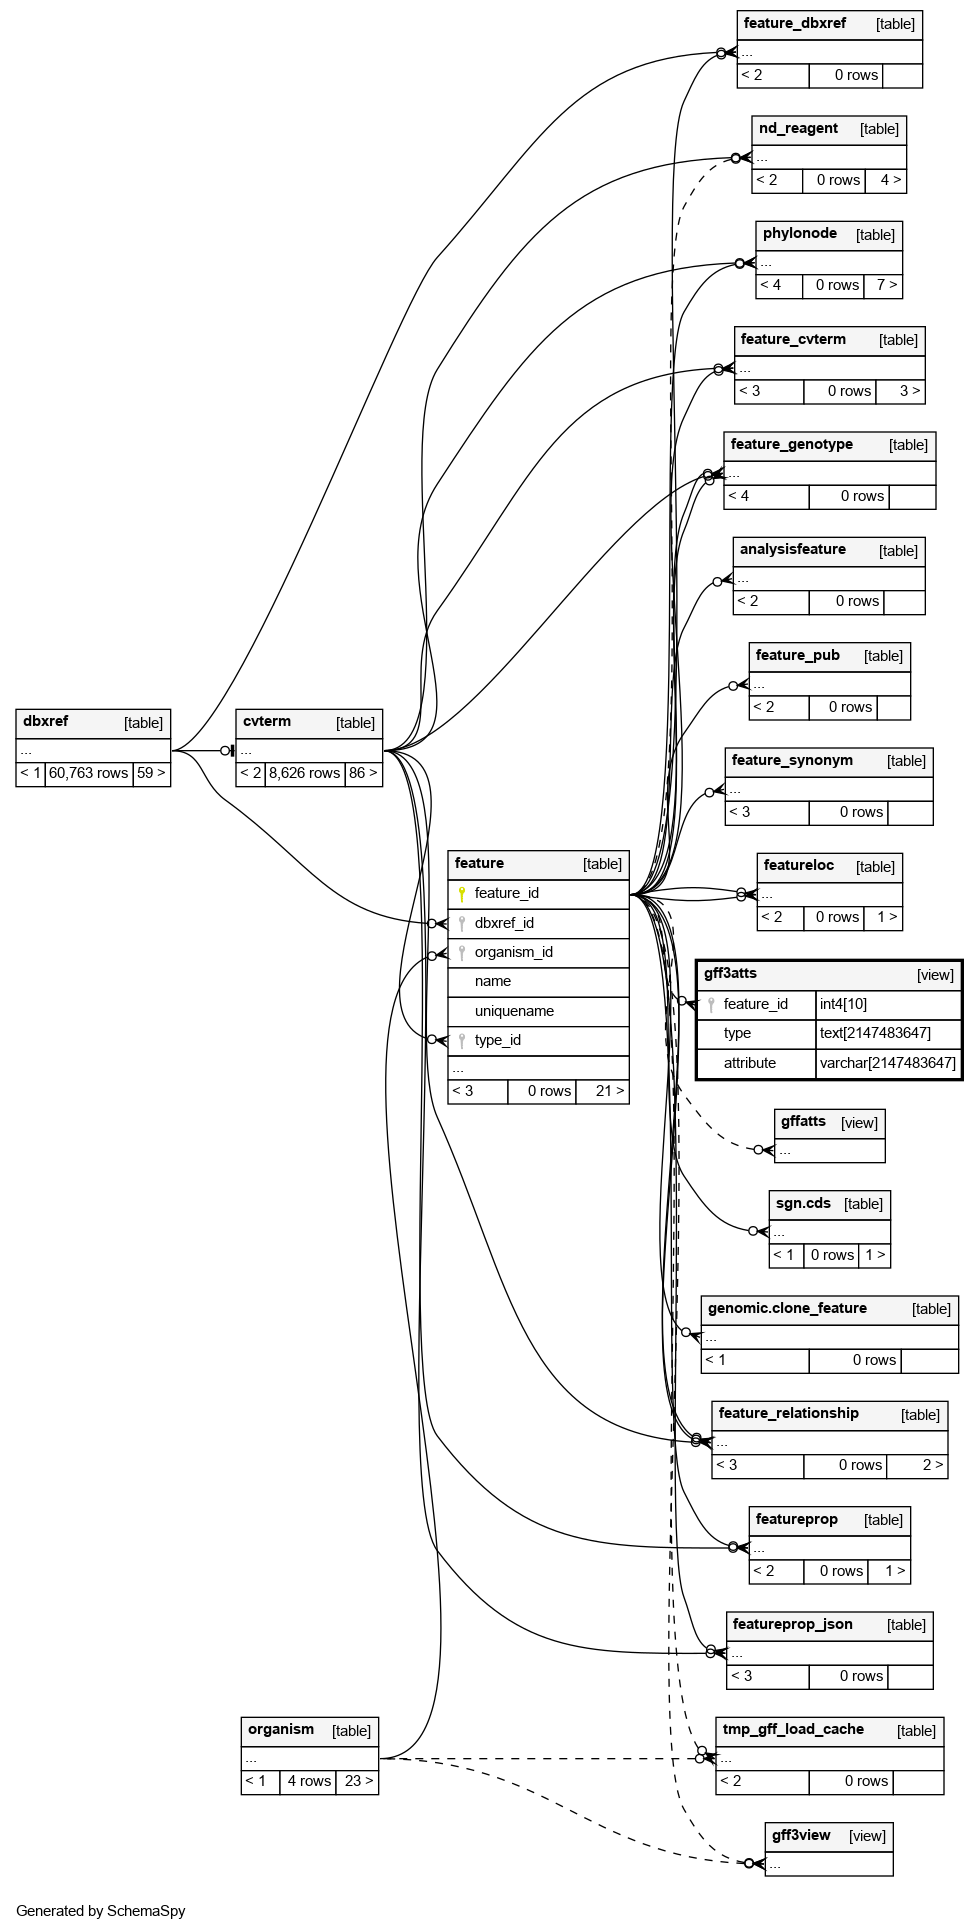 feature_dbxref [table]
...
< 2 0 rows
nd_reagent [table]
...
< 2 0 rows 4 >
phylonode [table]
...
< 4 0 rows 7 >
feature_cvterm [table]
...
< 3 0 rows 3 >
feature_genotype [table]
...
< 4 0 rows
analysisfeature [table]
...
< 2 0 rows
feature_pub [table]
...
< 2 0 rows
dbxref [table]
...
< 1 60,763 rows 59 >
cvterm [table]
...
< 2 8,626 rows 86 >
feature_synonym [table]
...
< 3 0 rows
feature [table]
feature_id
dbxref_id
organism_id
name
uniquename
type_id
...
< 3 0 rows 21 >
featureloc [table]
...
< 2 0 rows 1 >
gff3atts [view]
feature_id int4[10]
type text[2147483647]
attribute varchar[2147483647]
gffatts [view]
...
sgn.cds [table]
...
< 1 0 rows 1 >
genomic.clone_feature [table]
...
< 1 0 rows
feature_relationship [table]
...
< 3 0 rows 2 >
featureprop [table]
...
< 2 0 rows 1 >
featureprop_json [table]
...
< 3 0 rows
organism [table]
...
< 1 4 rows 23 >
tmp_gff_load_cache [table]
...
< 2 0 rows
gff3view [view]
...
Generated by SchemaSpy